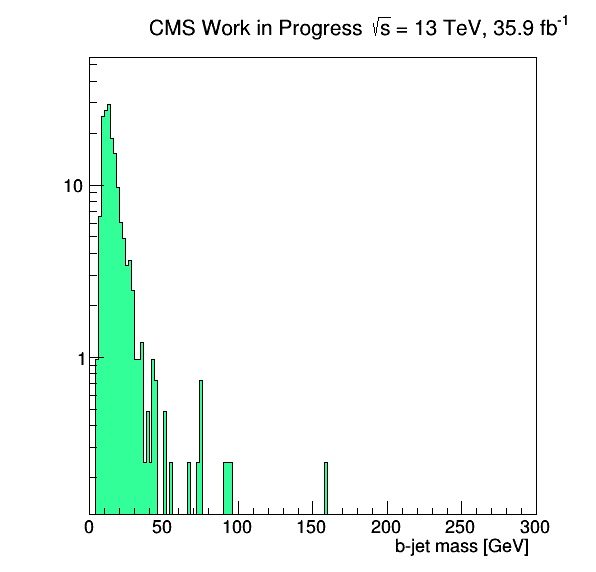 CMS Work in Progress √s = 13 TeV, 35.9 fb⁻¹
10
1
0 50 100 150 200 250 300
b-jet mass [GeV]